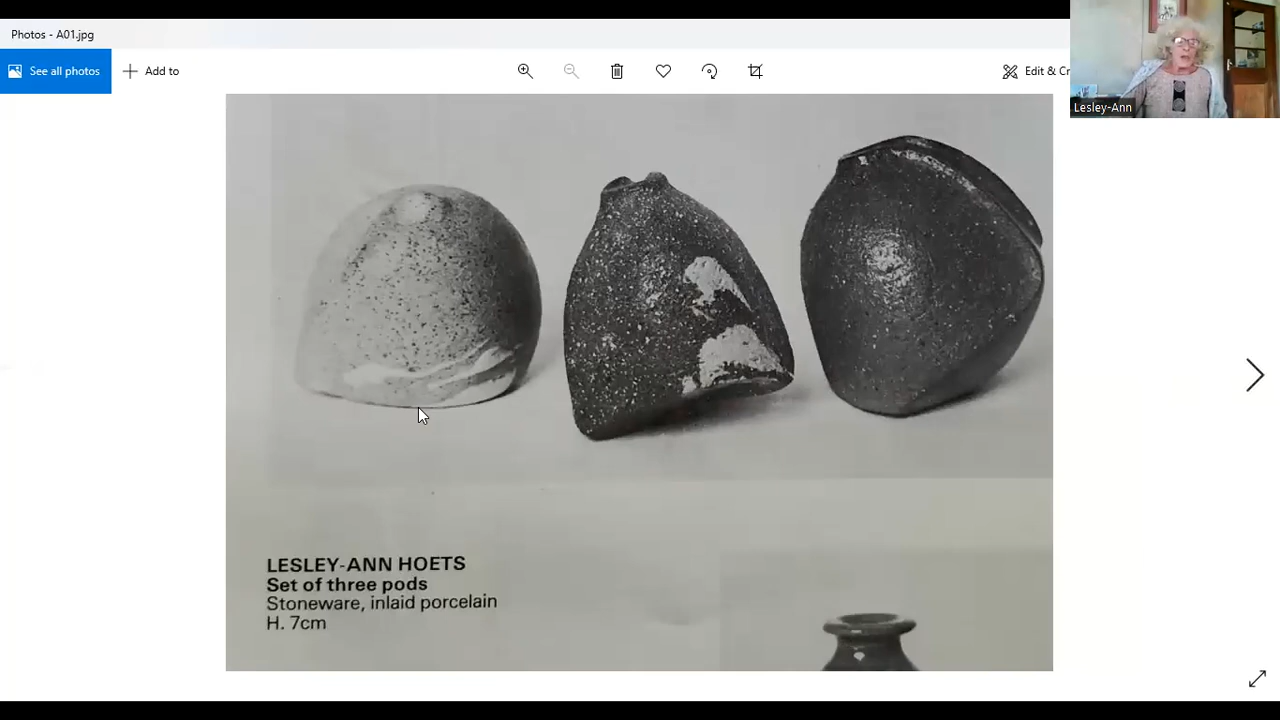 Photos - A01.jpg
See all photos
Add to
Edit & Cr
Lesley-Ann
LESLEY-ANN HOETS
Set of three pods
Stoneware, inlaid porcelain
H. 7cm